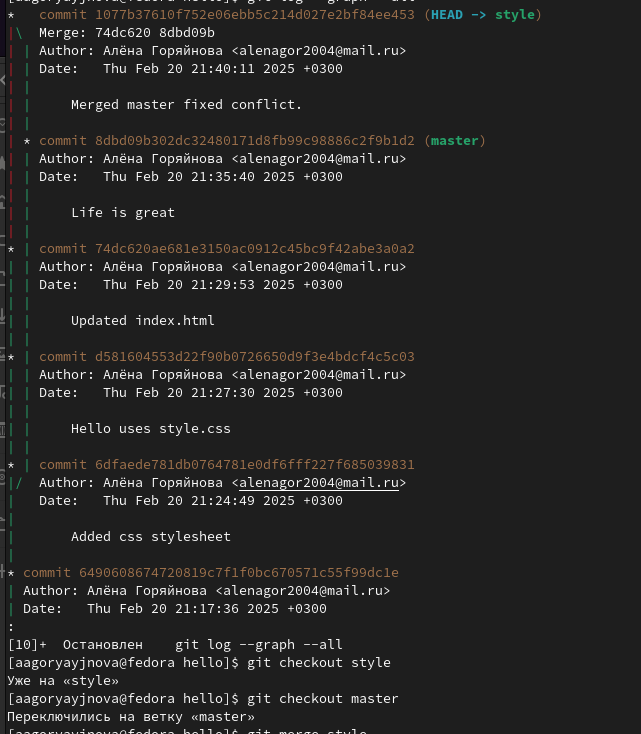 * commit 1077b37610f752e06ebb5c214d027e2bf84ee453 (HEAD -> style)
|\ Merge: 74dc620 8dbd09b
| | Author: Алёна Горяйнова <alenagor2004@mail.ru>
| | Date: Thu Feb 20 21:40:11 2025 +0300
| |
| | Merged master fixed conflict.
| |
| * commit 8dbd09b302dc32480171d8fb99c98886c2f9b1d2 (master)
| | Author: Алёна Горяйнова <alenagor2004@mail.ru>
| | Date: Thu Feb 20 21:35:40 2025 +0300
| |
| | Life is great
| |
* | commit 74dc620ae681e3150ac0912c45bc9f42abe3a0a2
| | Author: Алёна Горяйнова <alenagor2004@mail.ru>
| | Date: Thu Feb 20 21:29:53 2025 +0300
| |
| | Updated index.html
| |
* | commit d581604553d22f90b0726650d9f3e4bdcf4c5c03
| | Author: Алёна Горяйнова <alenagor2004@mail.ru>
| | Date: Thu Feb 20 21:27:30 2025 +0300
| |
| | Hello uses style.css
| |
* | commit 6dfaede781db0764781e0df6fff227f685039831
|/ Author: Алёна Горяйнова <alenagor2004@mail.ru>
| Date: Thu Feb 20 21:24:49 2025 +0300
|
| Added css stylesheet
|
* commit 6490608674720819c7f1f0bc670571c55f99dc1e
| Author: Алёна Горяйнова <alenagor2004@mail.ru>
| Date: Thu Feb 20 21:17:36 2025 +0300
:
[10]+ Остановлен git log --graph --all
[aagoryayjnova@fedora hello]$ git checkout style
Уже на «style»
[aagoryayjnova@fedora hello]$ git checkout master
Переключились на ветку «master»
[aagoryayjnova@fedora hello]$ git merge style